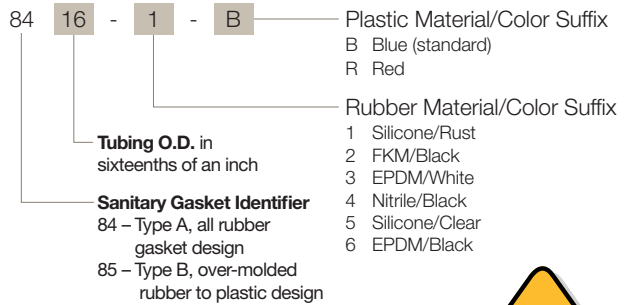 84 16 - 1 - B
Plastic Material/Color Suffix
B Blue (standard)
R Red
Rubber Material/Color Suffix
1 Silicone/Rust
2 FKM/Black
3 EPDM/White
4 Nitrile/Black
5 Silicone/Clear
6 EPDM/Black
Tubing O.D. in
sixteenths of an inch
Sanitary Gasket Identifier
84 – Type A, all rubber
gasket design
85 – Type B, over-molded
rubber to plastic design